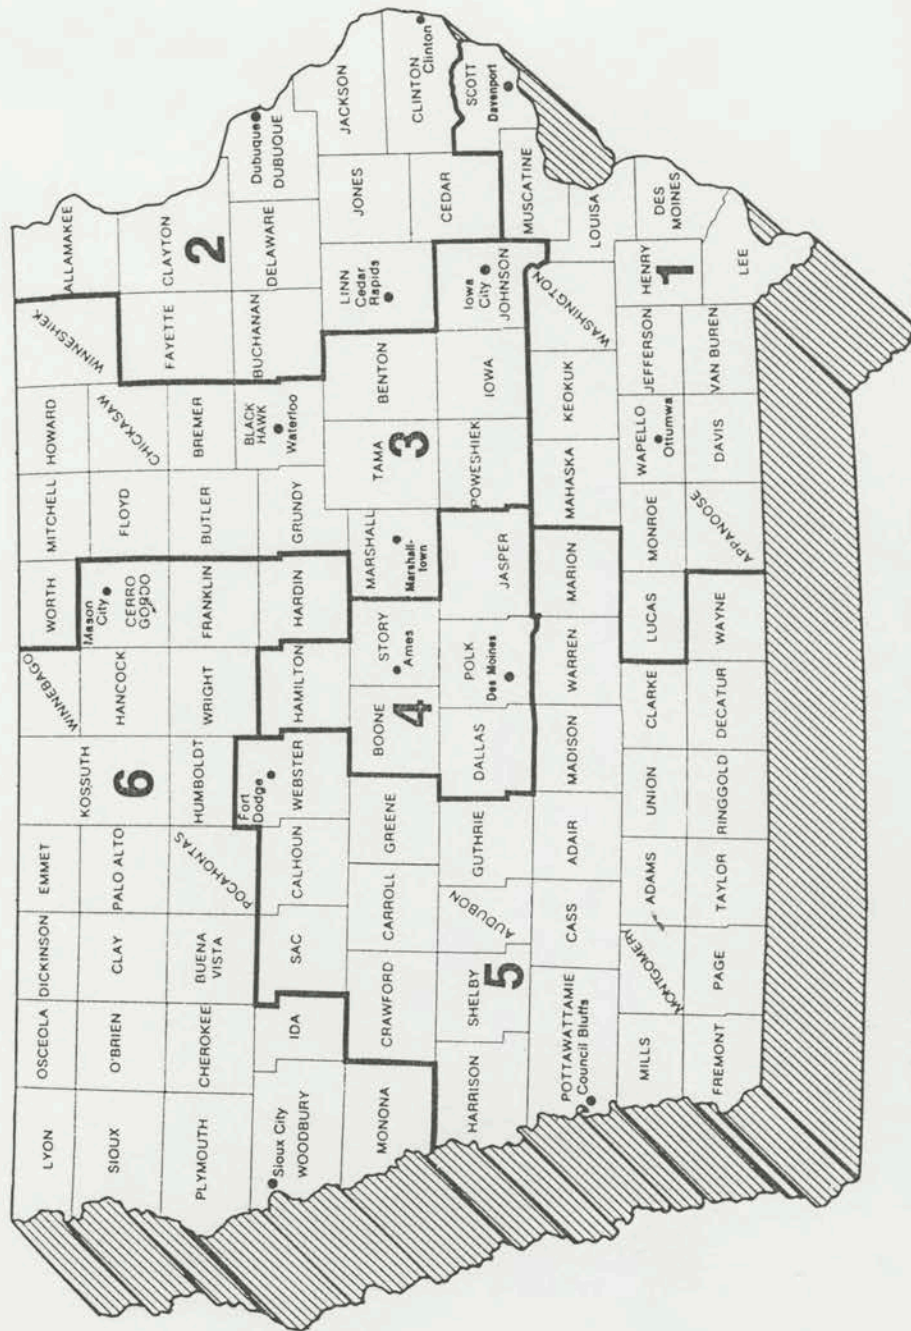 LYON
OSCEOLA
DICKINSON
EMMET
KOSSUTH
WINNEBAGO
WORTH
MITCHELL
HOWARD
WINNESHIEK
ALLAMAKEE
SIOUX
O'BRIEN
CLAY
PALO ALTO
HANCOCK
Mason
City
CERRO
GORDO
FLOYD
CHICKASAW
FAYETTE
CLAYTON
2
6
PLYMOUTH
CHEROKEE
BUENA
VISTA
POCAHONTAS
HUMBOLDT
WRIGHT
FRANKLIN
BUTLER
BREMER
Sioux City
WOODBURY
IDA
SAC
CALHOUN
Fort
Dodge
WEBSTER
HAMILTON
HARDIN
GRUNDY
BLACK
HAWK
Waterloo
BUCHANAN
DELAWARE
Dubuque
DUBUQUE
MONONA
CRAWFORD
CARROLL
GREENE
BOONE
4
STORY
Ames
MARSHALL
Marshall-
town
TAMA
3
BENTON
LINN
Cedar
Rapids
JONES
JACKSON
HARRISON
SHELBY
5
AUDUBON
GUTHRIE
DALLAS
POLK
Des Moines
JASPER
POWESHIEK
IOWA
Iowa
City
JOHNSON
CEDAR
CLINTON
Clinton
SCOTT
Davenport
POTTAWATTAMIE
Council Bluffs
CASS
ADAIR
MADISON
WARREN
MARION
MAHASKA
KEOKUK
WASHINGTON
MUSCATINE
LOUISA
MILLS
MONTGOMERY
ADAMS
UNION
CLARKE
LUCAS
MONROE
WAPELLO
Ottumwa
JEFFERSON
HENRY
1
DES
MOINES
FREMONT
PAGE
TAYLOR
RINGGOLD
DECATUR
WAYNE
APPANOOSE
DAVIS
VAN BUREN
LEE